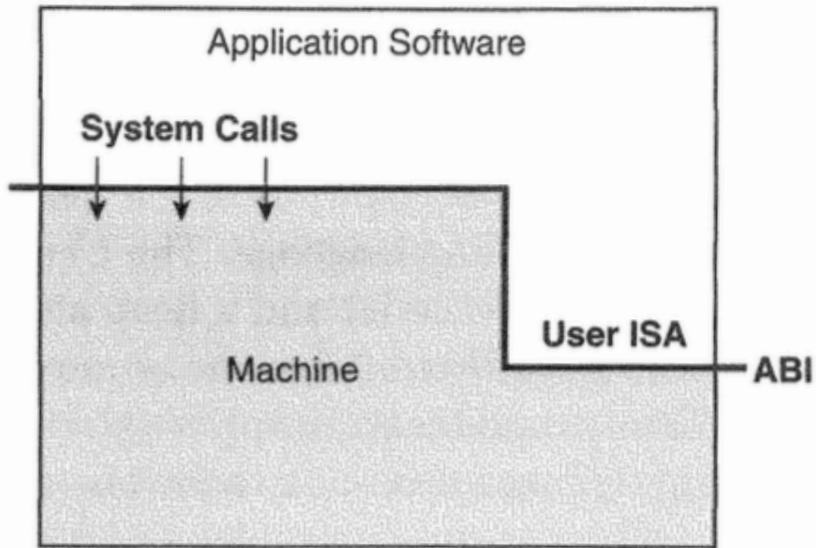 Application Software
System Calls
User ISA
Machine
ABI